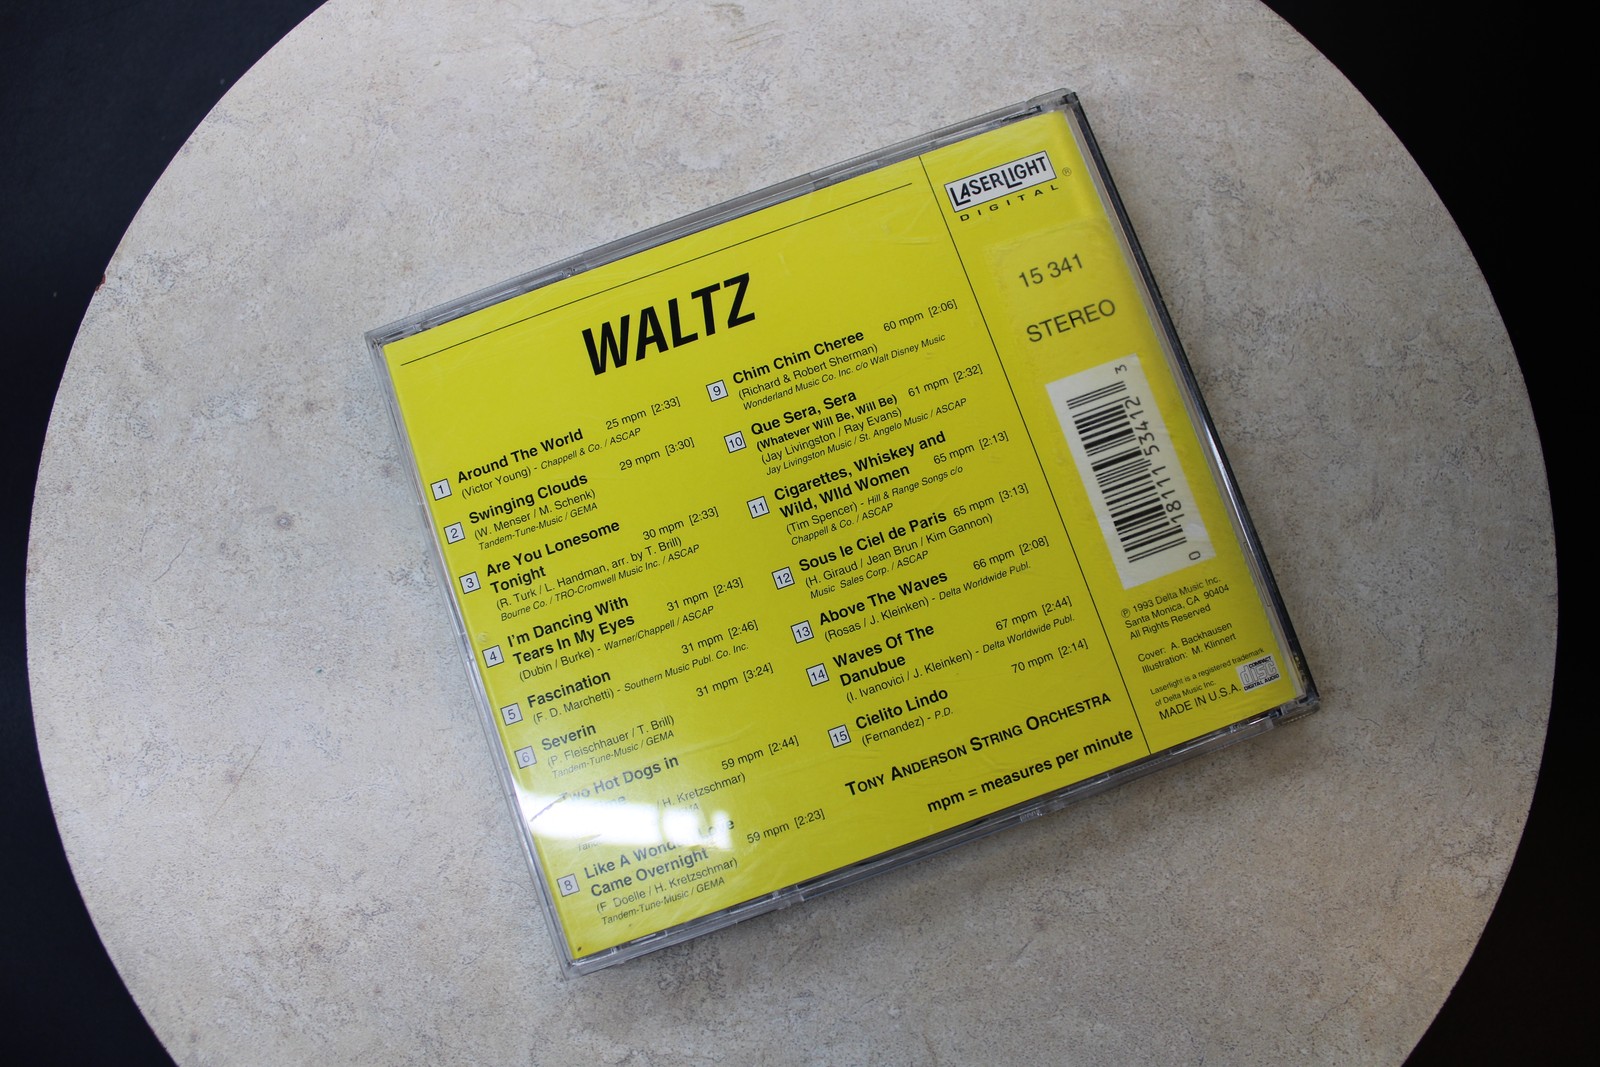 WALTZ
1 Around The World 25 mpm [2:33]
(Victor Young) - Chappell & Co. / ASCAP
2 Swinging Clouds 29 mpm [3:30]
(W. Menser / M. Schenk)
Tandem-Tune-Music / GEMA
3 Are You Lonesome
Tonight 30 mpm [2:33]
(R. Turk / L. Handman, arr. by T. Brill)
Bourne Co. / TRO-Cromwell Music Inc. / ASCAP
4 I'm Dancing With
Tears In My Eyes 31 mpm [2:43]
(Dubin / Burke) - Warner/Chappell / ASCAP
5 Fascination 31 mpm [2:46]
(F. D. Marchetti) - Southern Music Publ. Co. Inc.
6 Severin 31 mpm [3:24]
(P. Fleischhauer / T. Brill)
Tandem-Tune-Music / GEMA
Two Hot Dogs in
59 mpm [2:44]
/ H. Kretzschmar)
8 Like A Wonder Love
Came Overnight 59 mpm [2:23]
(F. Doelle / H. Kretzschmar)
Tandem-Tune-Music / GEMA
9 Chim Chim Cheree 60 mpm [2:06]
(Richard & Robert Sherman)
Wonderland Music Co. Inc. c/o Walt Disney Music
10 Que Sera, Sera
(Whatever Will Be, Will Be) 61 mpm [2:32]
(Jay Livingston / Ray Evans)
Jay Livingston Music / St. Angelo Music / ASCAP
11 Cigarettes, Whiskey and
Wild, WIld Women 65 mpm [2:13]
(Tim Spencer) - Hill & Range Songs c/o
Chappell & Co. / ASCAP
12 Sous le Ciel de Paris 65 mpm [3:13]
(H. Giraud / Jean Brun / Kim Gannon)
Music Sales Corp. / ASCAP
13 Above The Waves 66 mpm [2:08]
(Rosas / J. Kleinken) - Delta Worldwide Publ.
14 Waves Of The
Danubue 67 mpm [2:44]
(I. Ivanovici / J. Kleinken) - Delta Worldwide Publ.
15 Cielito Lindo 70 mpm [2:14]
(Fernandez) - P.D.
TONY ANDERSON STRING ORCHESTRA
mpm = measures per minute
LASERLIGHT ®
DIGITAL
15 341
STEREO
0 18111 53412 3
℗ 1993 Delta Music Inc.
Santa Monica, CA 90404
All Rights Reserved
Cover: A. Backhausen
Illustration: M. Klinnert
Laserlight is a registered trademark
of Delta Music Inc.
MADE IN U.S.A.
COMPACT
disc
DIGITAL AUDIO